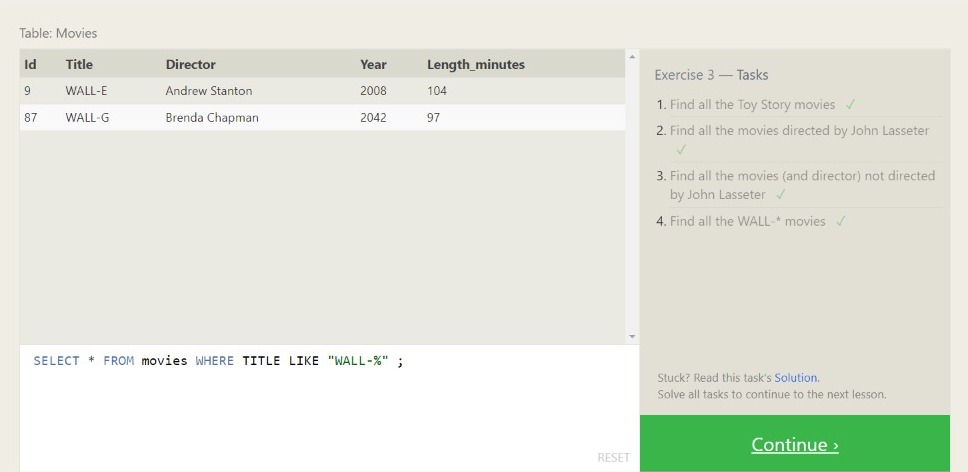 Table: Movies
Id Title Director Year Length_minutes
9 WALL-E Andrew Stanton 2008 104
87 WALL-G Brenda Chapman 2042 97
SELECT * FROM movies WHERE TITLE LIKE "WALL-%" ;
RESET
Exercise 3 — Tasks
1. Find all the Toy Story movies ✓
2. Find all the movies directed by John Lasseter
✓
3. Find all the movies (and director) not directed
by John Lasseter ✓
4. Find all the WALL-* movies ✓
Stuck? Read this task's Solution.
Solve all tasks to continue to the next lesson.
Continue ›